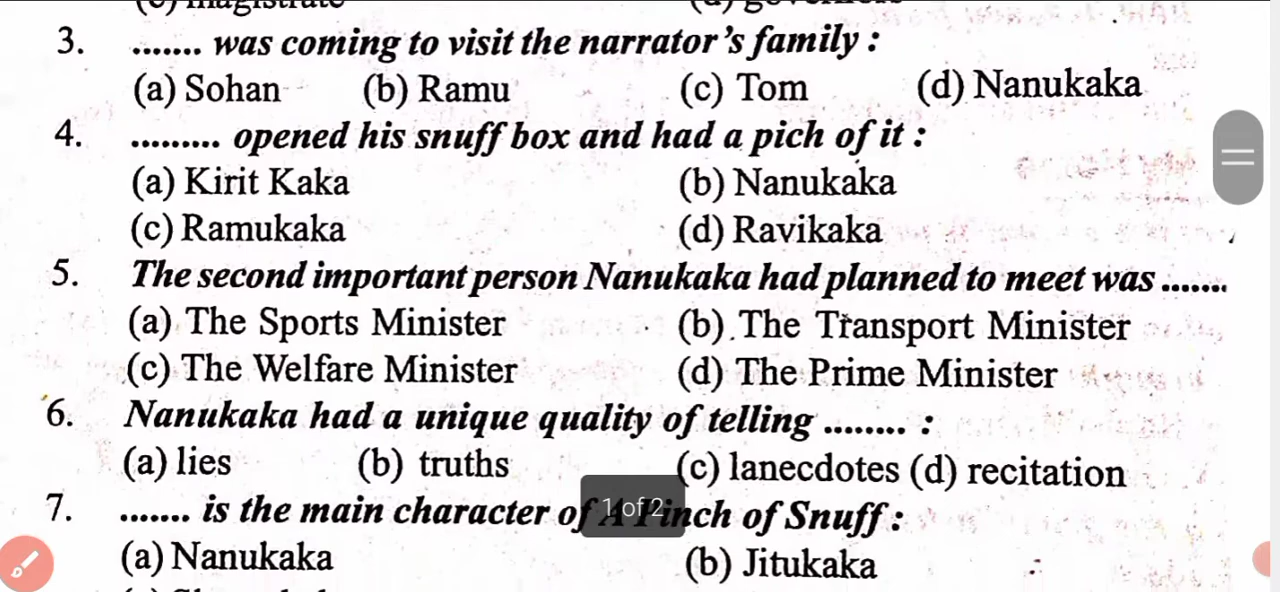 3. ....... was coming to visit the narrator's family :
(a) Sohan (b) Ramu (c) Tom (d) Nanukaka
4. ......... opened his snuff box and had a pich of it :
(a) Kirit Kaka (b) Nanukaka
(c) Ramukaka (d) Ravikaka
5. The second important person Nanukaka had planned to meet was .......
(a) The Sports Minister (b) The Transport Minister
(c) The Welfare Minister (d) The Prime Minister
6. Nanukaka had a unique quality of telling ........ :
(a) lies (b) truths (c) lanecdotes (d) recitation
7. ....... is the main character of A Pinch of Snuff :
1 of 2
(a) Nanukaka (b) Jitukaka